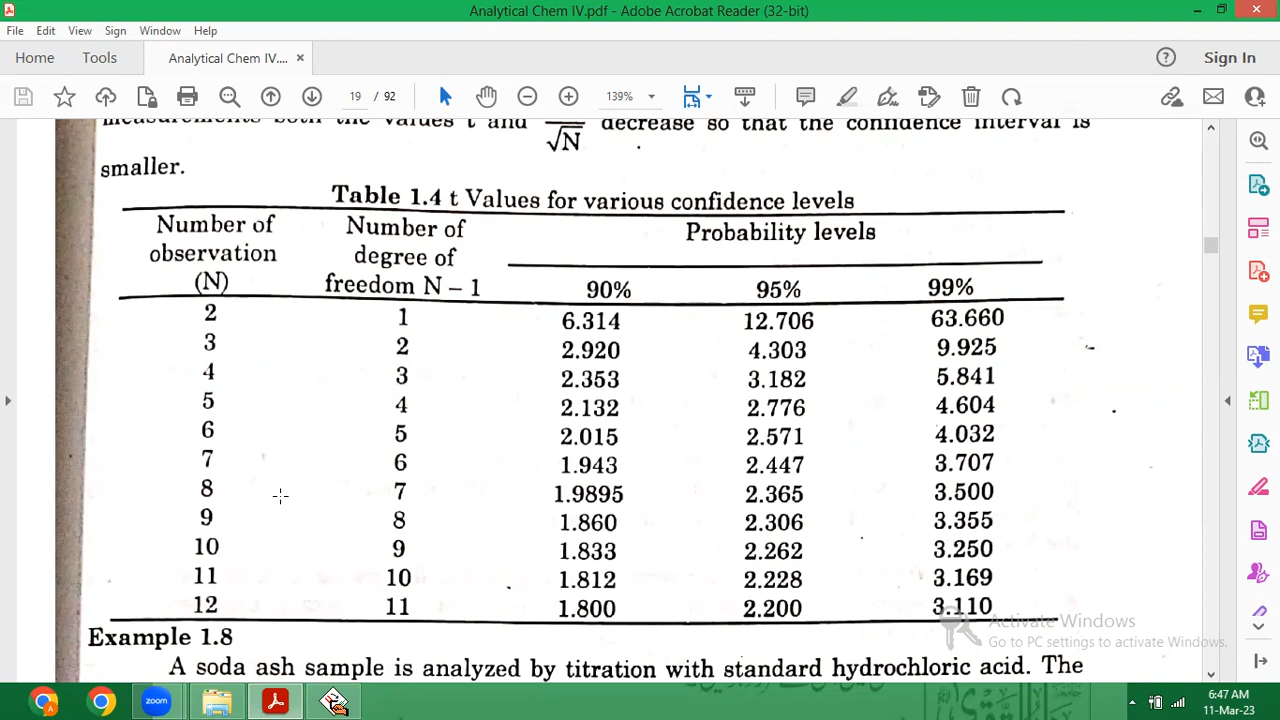 Analytical Chem IV.pdf - Adobe Acrobat Reader (32-bit)
File Edit View Sign Window Help
Home Tools Analytical Chem IV.... × Sign In
19 / 92 139%
measurements both the values t and √N decrease so that the confidence interval is
smaller.
Table 1.4 t Values for various confidence levels
Number of observation (N) Number of degree of freedom N – 1 Probability levels
90% 95% 99%
2 1 6.314 12.706 63.660
3 2 2.920 4.303 9.925
4 3 2.353 3.182 5.841
5 4 2.132 2.776 4.604
6 5 2.015 2.571 4.032
7 6 1.943 2.447 3.707
8 7 1.9895 2.365 3.500
9 8 1.860 2.306 3.355
10 9 1.833 2.262 3.250
11 10 1.812 2.228 3.169
12 11 1.800 2.200 3.110
Example 1.8
A soda ash sample is analyzed by titration with standard hydrochloric acid. The
Activate Windows
Go to PC settings to activate Windows.
zoom
6:47 AM
11-Mar-23